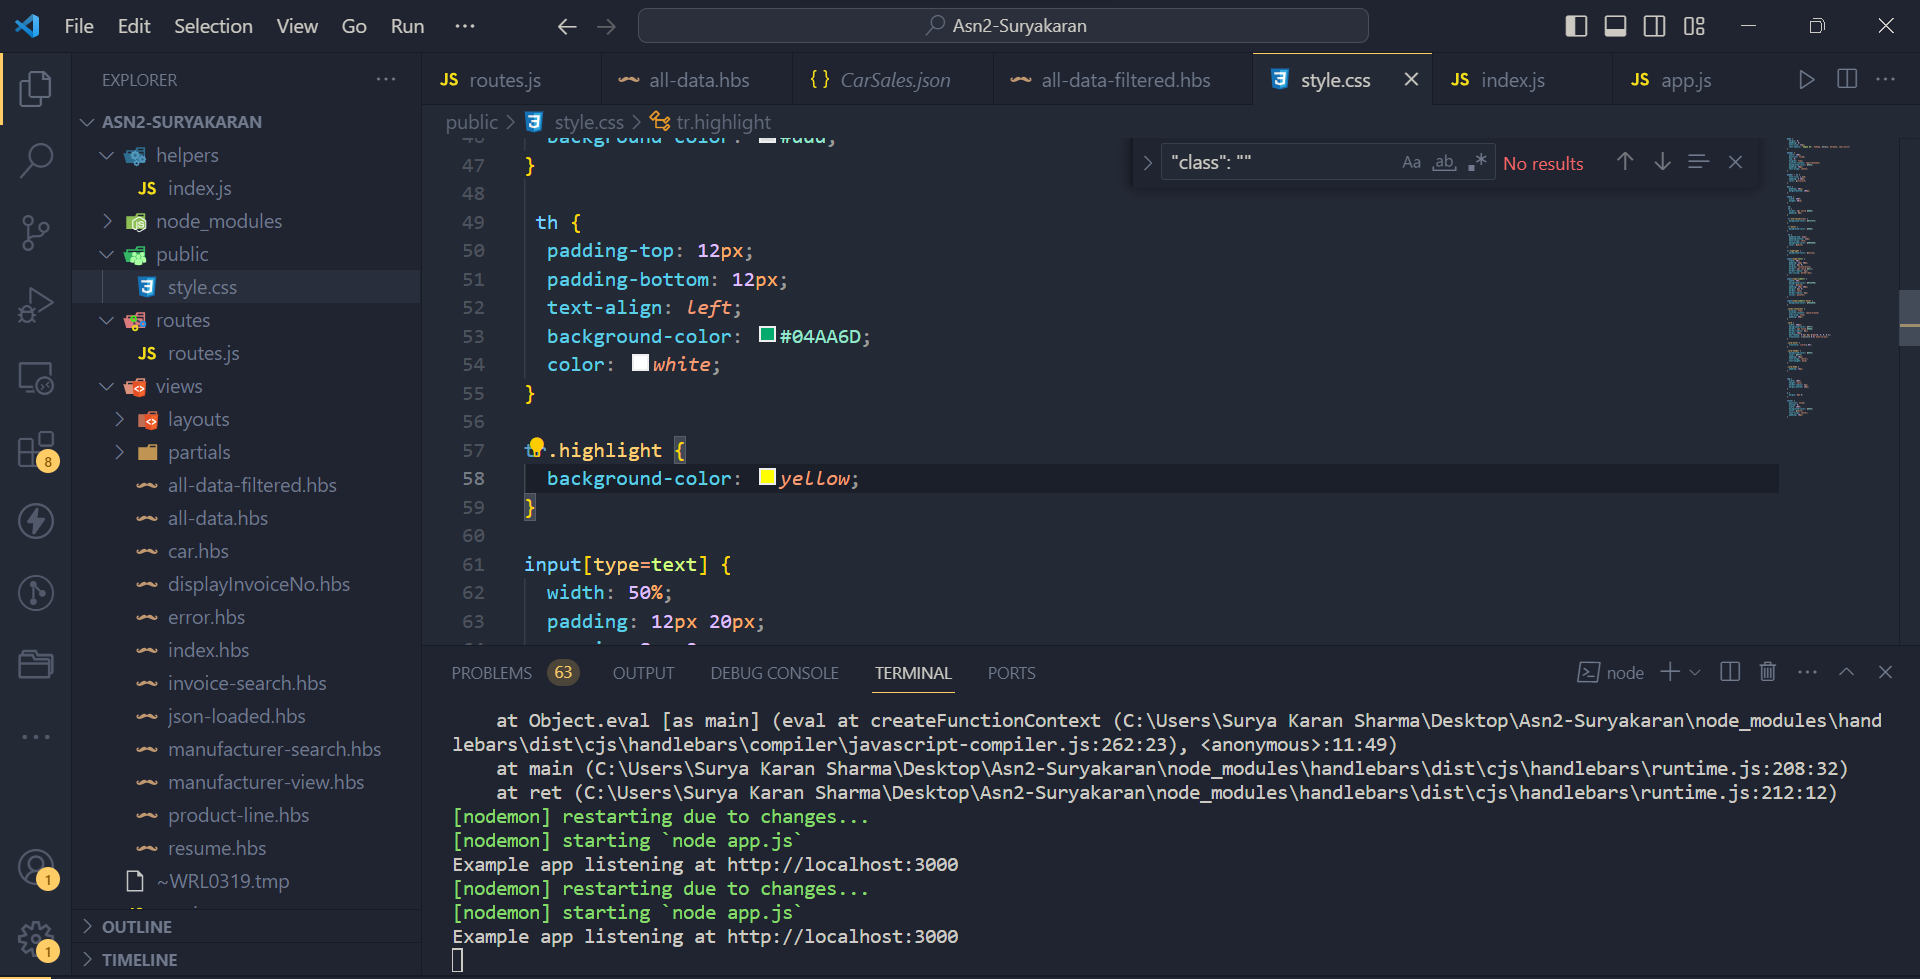 File Edit Selection View Go Run ··· Asn2-Suryakaran
EXPLORER ···
ASN2-SURYAKARAN
helpers
JS index.js
node_modules
public
style.css
routes
JS routes.js
views
layouts
partials
all-data-filtered.hbs
all-data.hbs
car.hbs
displayInvoiceNo.hbs
error.hbs
index.hbs
invoice-search.hbs
json-loaded.hbs
manufacturer-search.hbs
manufacturer-view.hbs
product-line.hbs
resume.hbs
~WRL0319.tmp
OUTLINE
TIMELINE
8
1
1
JS routes.js all-data.hbs {} CarSales.json all-data-filtered.hbs style.css JS index.js JS app.js
public > style.css > tr.highlight
"class": "" Aa ab .* No results
46 background-color: #ddd;
47 }
48
49 th {
50 padding-top: 12px;
51 padding-bottom: 12px;
52 text-align: left;
53 background-color: #04AA6D;
54 color: white;
55 }
56
57 tr.highlight {
58 background-color: yellow;
59 }
60
61 input[type=text] {
62 width: 50%;
63 padding: 12px 20px;
PROBLEMS 63 OUTPUT DEBUG CONSOLE TERMINAL PORTS node
at Object.eval [as main] (eval at createFunctionContext (C:\Users\Surya Karan Sharma\Desktop\Asn2-Suryakaran\node_modules\hand
lebars\dist\cjs\handlebars\compiler\javascript-compiler.js:262:23), <anonymous>:11:49)
at main (C:\Users\Surya Karan Sharma\Desktop\Asn2-Suryakaran\node_modules\handlebars\dist\cjs\handlebars\runtime.js:208:32)
at ret (C:\Users\Surya Karan Sharma\Desktop\Asn2-Suryakaran\node_modules\handlebars\dist\cjs\handlebars\runtime.js:212:12)
[nodemon] restarting due to changes...
[nodemon] starting `node app.js`
Example app listening at http://localhost:3000
[nodemon] restarting due to changes...
[nodemon] starting `node app.js`
Example app listening at http://localhost:3000